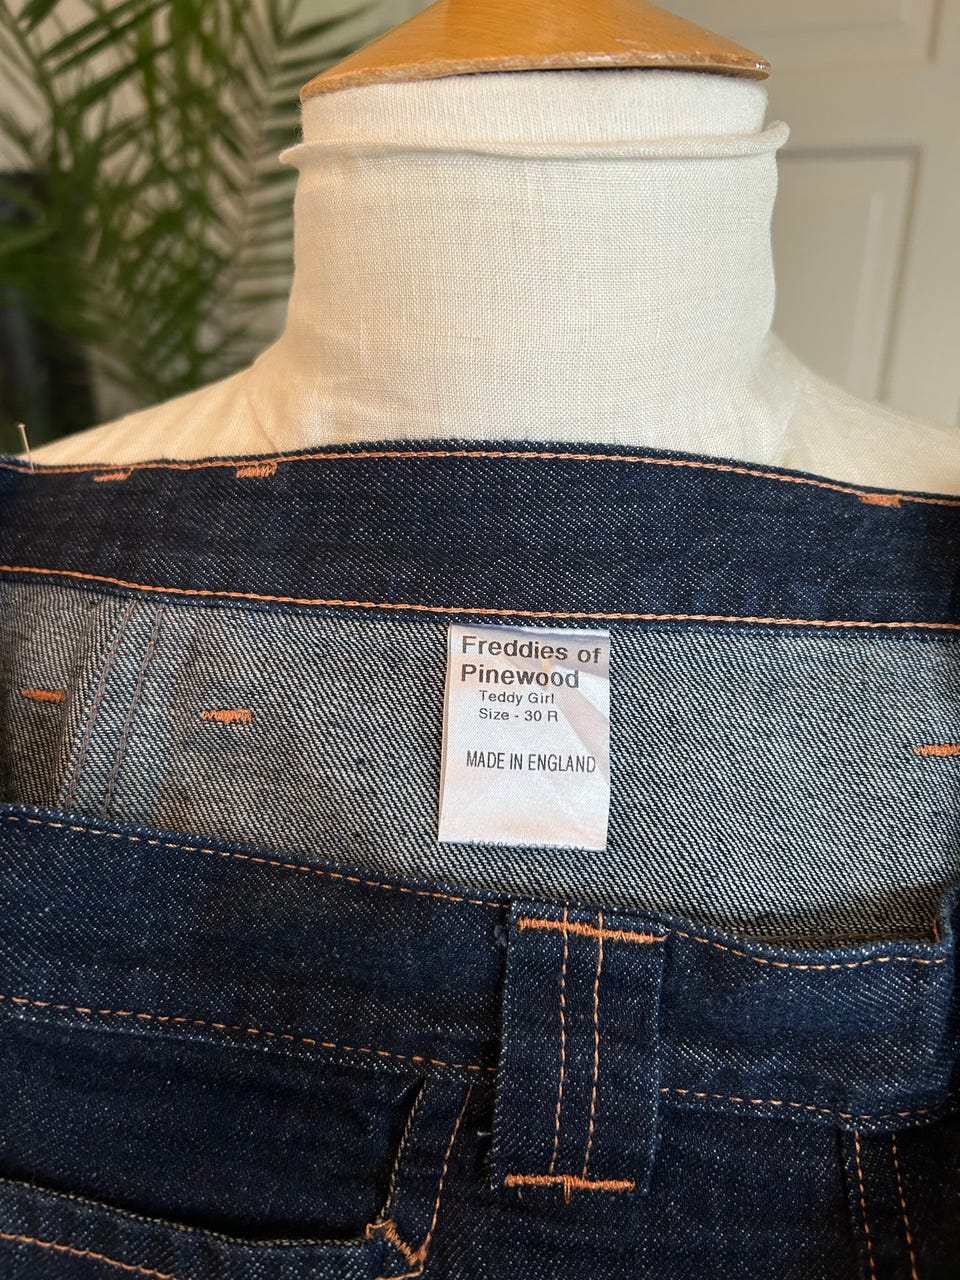 Freddies of
Pinewood
Teddy Girl
Size - 30 R
MADE IN ENGLAND